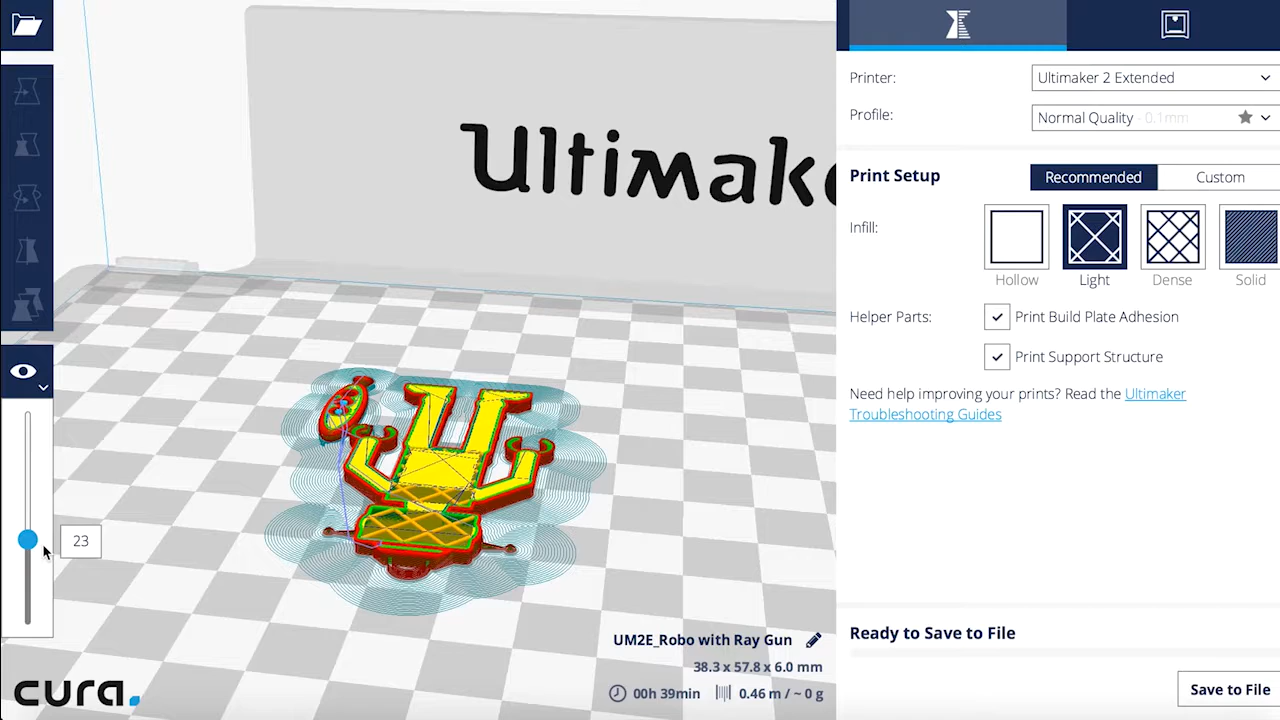 Ultimak
Printer:
Ultimaker 2 Extended
Profile:
Normal Quality - 0.1mm
Print Setup
Recommended
Custom
Infill:
Hollow
Light
Dense
Solid
Helper Parts:
Print Build Plate Adhesion
Print Support Structure
Need help improving your prints? Read the Ultimaker
Troubleshooting Guides
23
UM2E_Robo with Ray Gun
38.3 x 57.8 x 6.0 mm
00h 39min
0.46 m / ~ 0 g
Ready to Save to File
Save to File
cura.